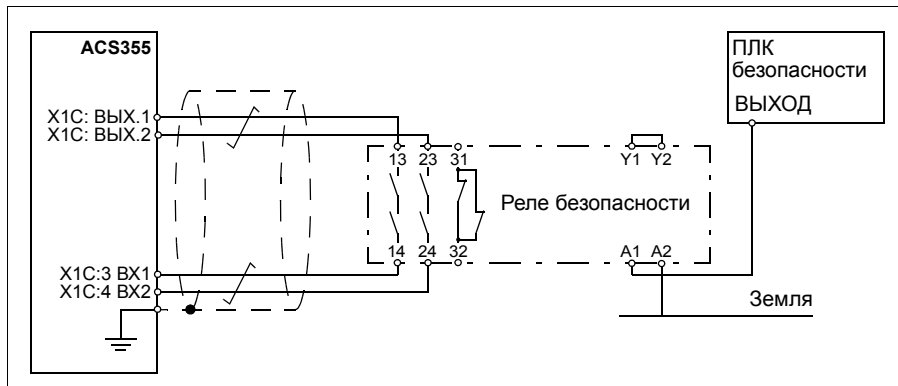 ACS355
ПЛК
безопасности
ВЫХОД
X1C: ВЫХ.1
X1C: ВЫХ.2
13 23 31 Y1 Y2
Реле безопасности
14 24 32 A1 A2
X1C:3 ВХ1
X1C:4 ВХ2
Земля